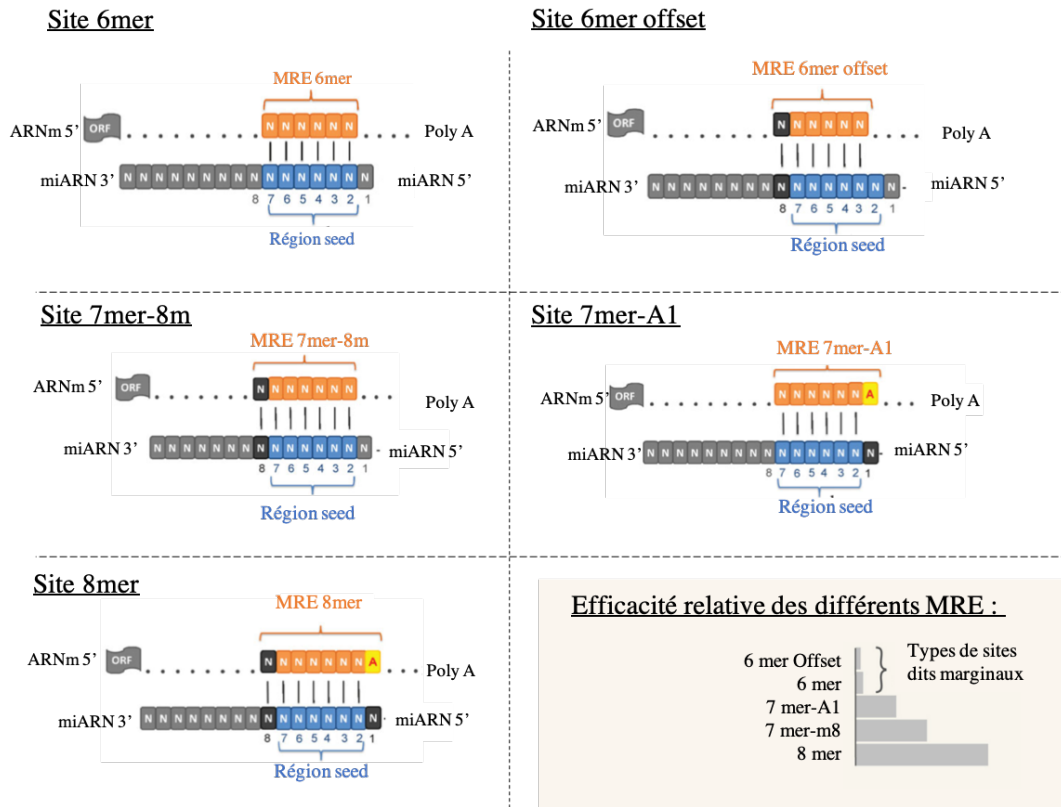 Site 6mer
MRE 6mer
ARNm 5’ ORF Poly A
N N N N N N
miARN 3’ N N N N N N N N N N N N N N N N miARN 5’
8 7 6 5 4 3 2 1
Région seed
Site 6mer offset
MRE 6mer offset
ARNm 5’ ORF Poly A
N N N N N N
miARN 3’ N N N N N N N N N N N N N N N N miARN 5’
8 7 6 5 4 3 2 1
Région seed
Site 7mer-8m
MRE 7mer-8m
ARNm 5’ ORF Poly A
N N N N N N N
miARN 3’ N N N N N N N N N N N N N N miARN 5’
8 7 6 5 4 3 2 1
Région seed
Site 7mer-A1
MRE 7mer-A1
ARNm 5’ ORF Poly A
N N N N N N A
miARN 3’ N N N N N N N N N N N N N N N miARN 5’
8 7 6 5 4 3 2 1
Région seed
Site 8mer
MRE 8mer
ARNm 5’ ORF Poly A
N N N N N N N A
miARN 3’ N N N N N N N N N N N N N N N miARN 5’
8 7 6 5 4 3 2 1
Région seed
Efficacité relative des différents MRE :
6 mer Offset
6 mer
7 mer-A1
7 mer-m8
8 mer
Types de sites
dits marginaux